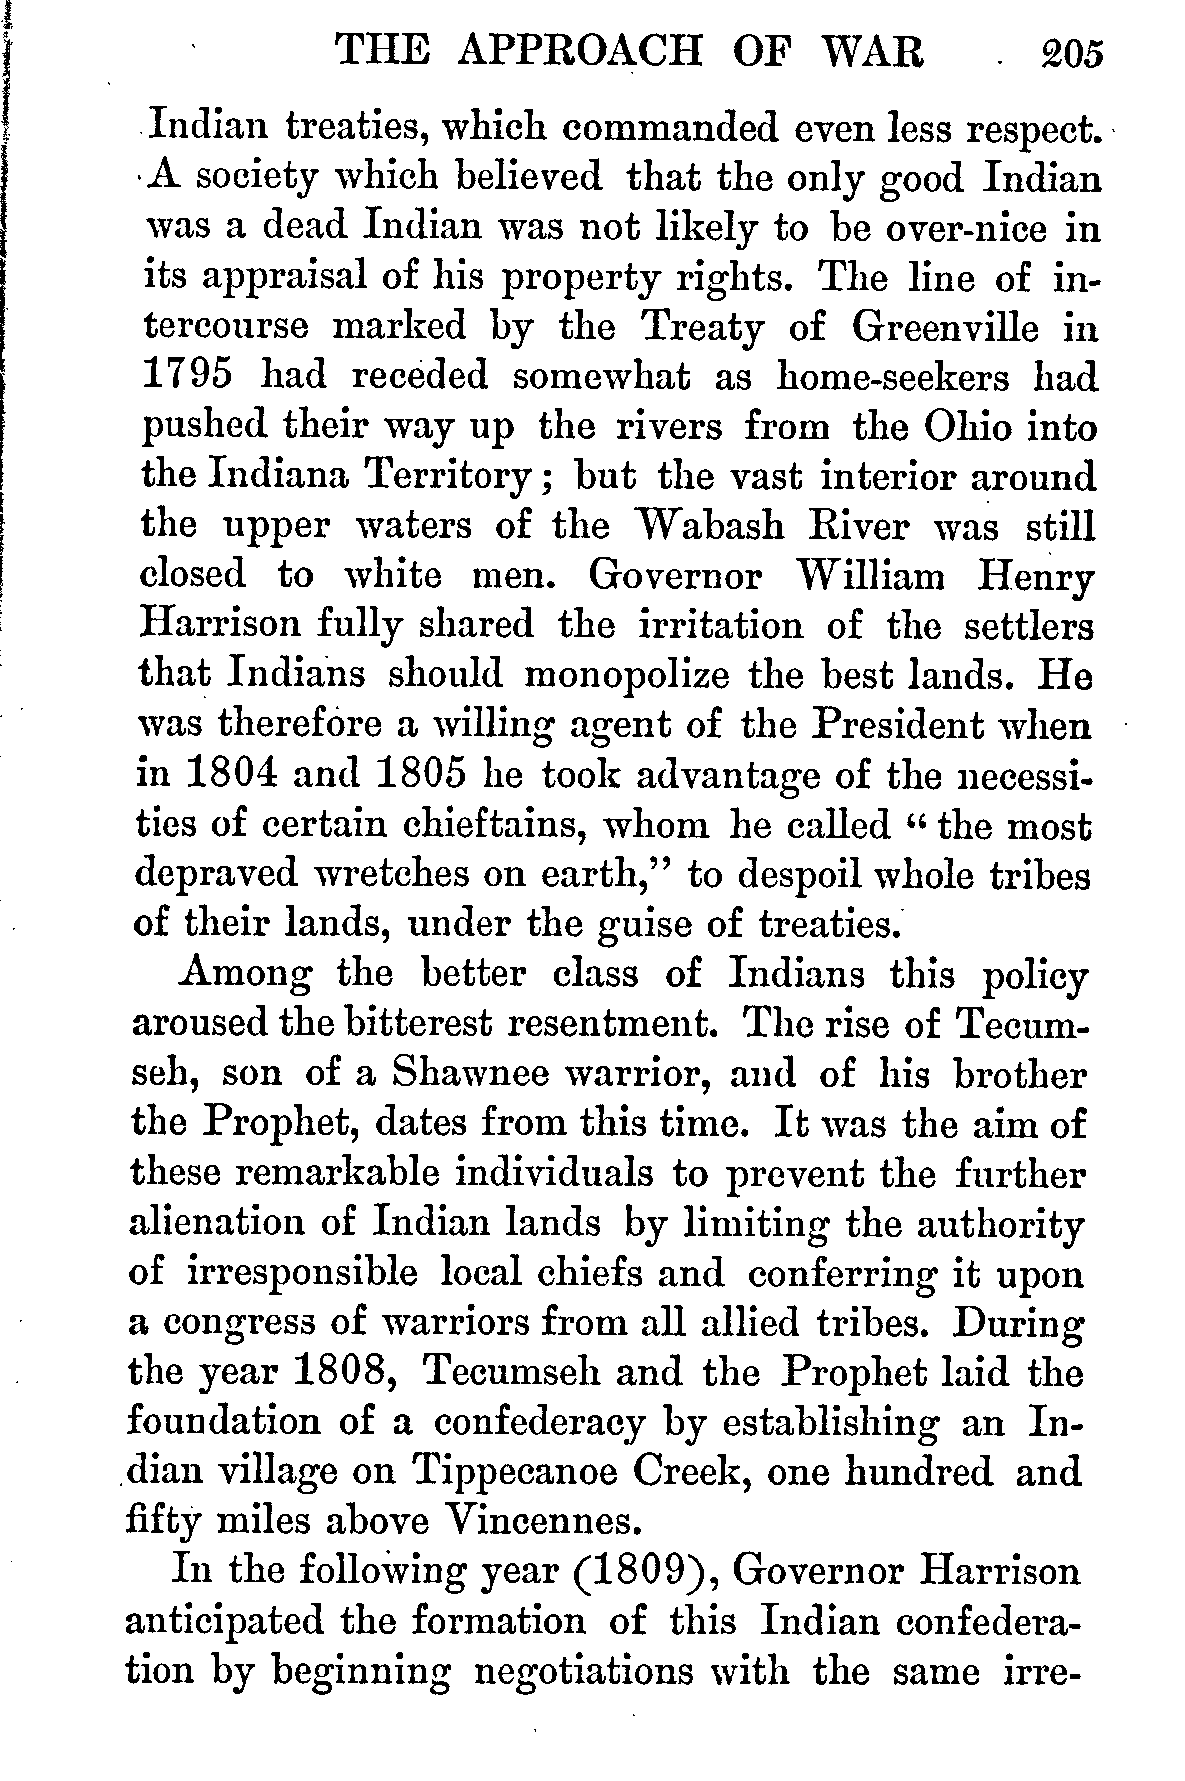 THE APPROACH OF WAR 205
Indian treaties, which commanded even less respect.
A society which believed that the only good Indian
was a dead Indian was not likely to be over-nice in
its appraisal of his property rights. The line of in-
tercourse marked by the Treaty of Greenville in
1795 had receded somewhat as home-seekers had
pushed their way up the rivers from the Ohio into
the Indiana Territory; but the vast interior around
the upper waters of the Wabash River was still
closed to white men. Governor William Henry
Harrison fully shared the irritation of the settlers
that Indians should monopolize the best lands. He
was therefore a willing agent of the President when
in 1804 and 1805 he took advantage of the necessi-
ties of certain chieftains, whom he called “the most
depraved wretches on earth,” to despoil whole tribes
of their lands, under the guise of treaties.
Among the better class of Indians this policy
aroused the bitterest resentment. The rise of Tecum-
seh, son of a Shawnee warrior, and of his brother
the Prophet, dates from this time. It was the aim of
these remarkable individuals to prevent the further
alienation of Indian lands by limiting the authority
of irresponsible local chiefs and conferring it upon
a congress of warriors from all allied tribes. During
the year 1808, Tecumseh and the Prophet laid the
foundation of a confederacy by establishing an In-
dian village on Tippecanoe Creek, one hundred and
fifty miles above Vincennes.
In the following year (1809), Governor Harrison
anticipated the formation of this Indian confedera-
tion by beginning negotiations with the same irre-